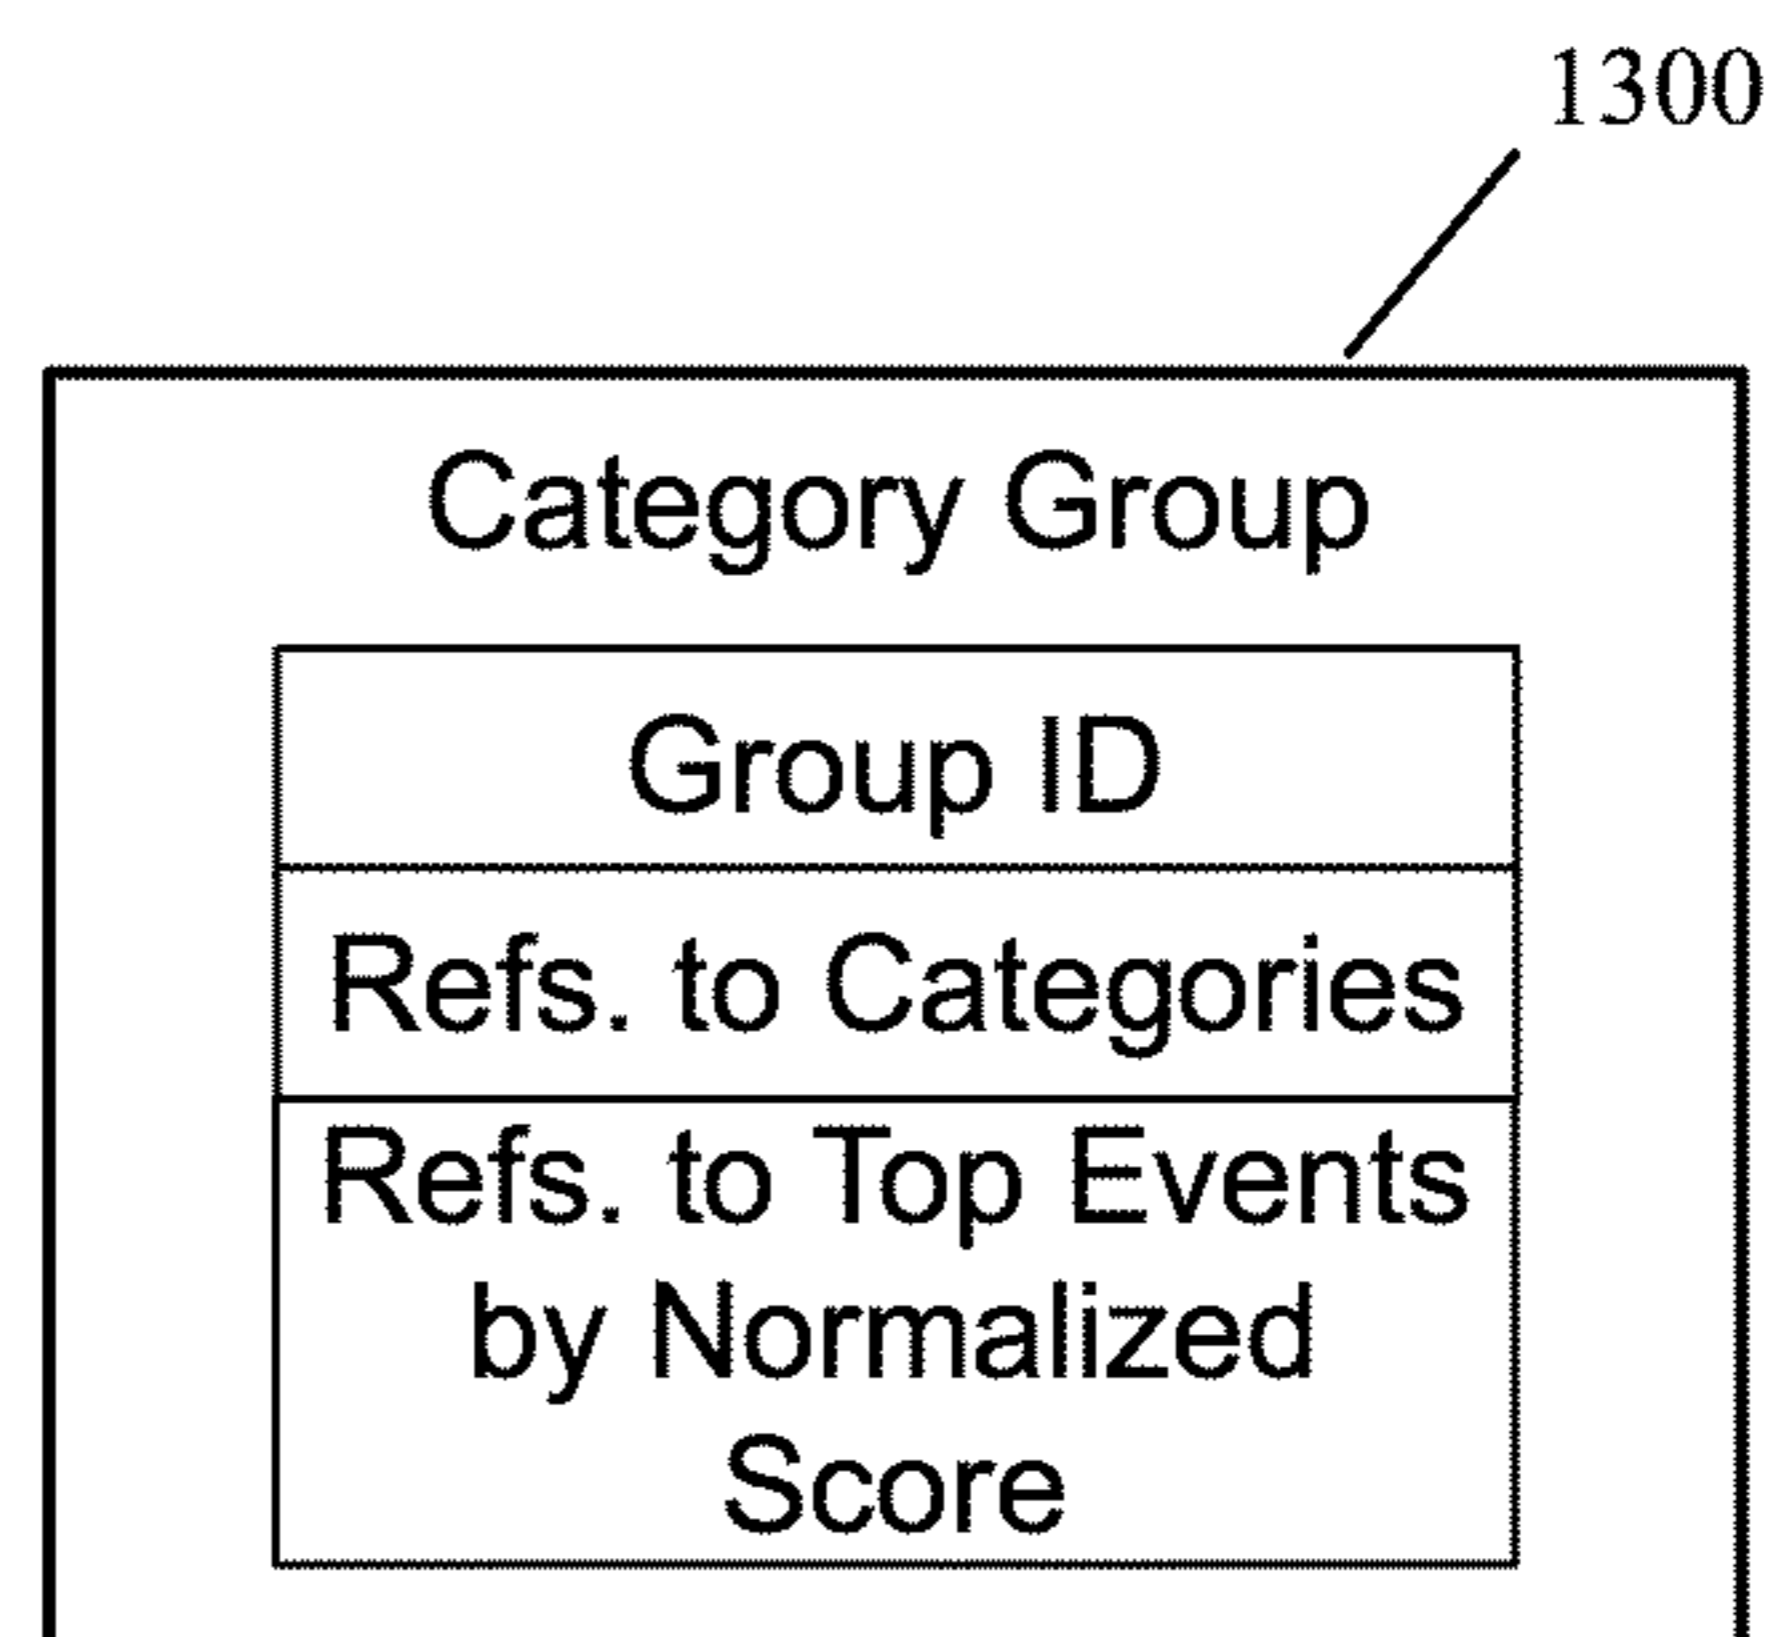 1300
Category Group
Group ID
Refs. to Categories
Refs. to Top Events
by Normalized
Score